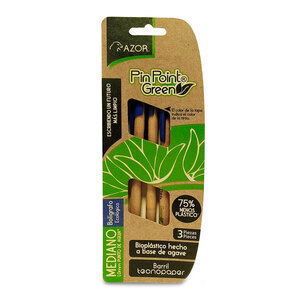 AZOR
Pin Point
Green
ESCRIBIENDO UN FUTURO
MÁS LIMPIO
El color de la tapa
indica el color
de la tinta.
75%
MENOS
PLÁSTICO
3 Piezas
Pieces
MEDIANO
Bolígrafo
Ecológico
Bioplástico hecho
a base de agave
Barril
tecnopaper